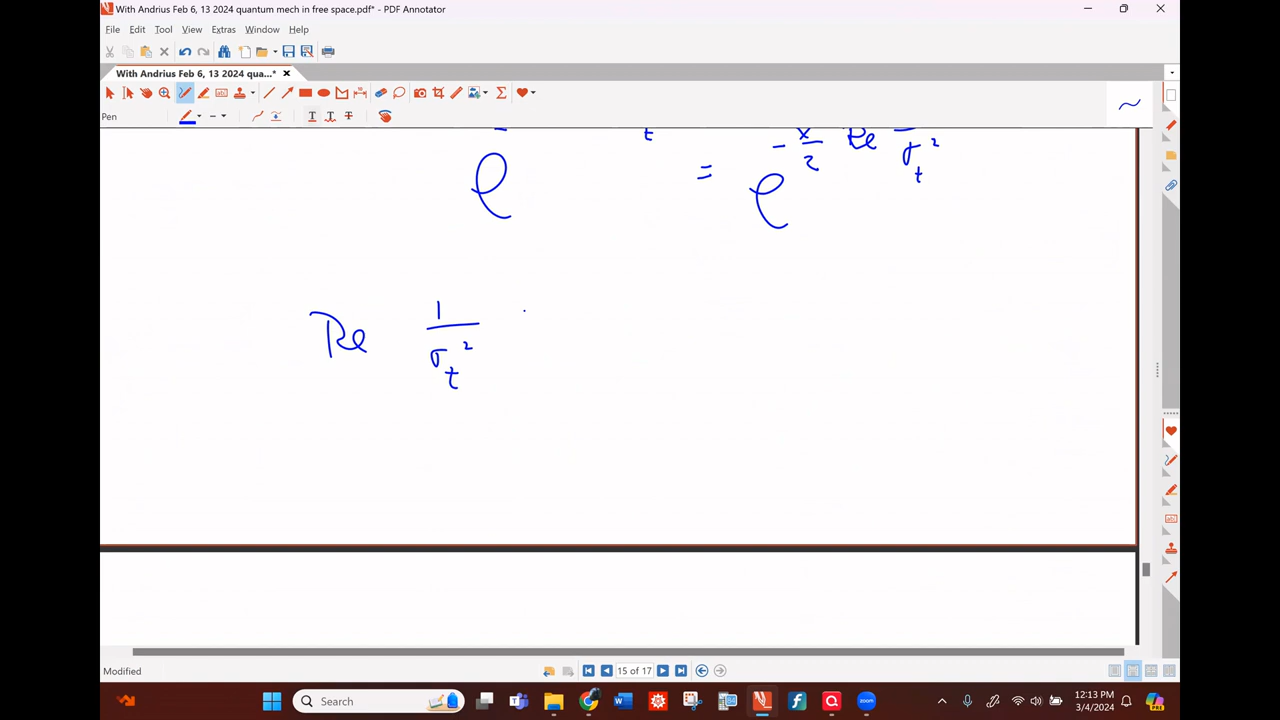 With Andrius Feb 6, 13 2024 quantum mech in free space.pdf* - PDF Annotator
File Edit Tool View Extras Window Help
With Andrius Feb 6, 13 2024 qua...*
Pen
t
e = e - x/2 Re σt 2
Re 1/σt 2
Modified
15 of 17
Search
12:13 PM
3/4/2024